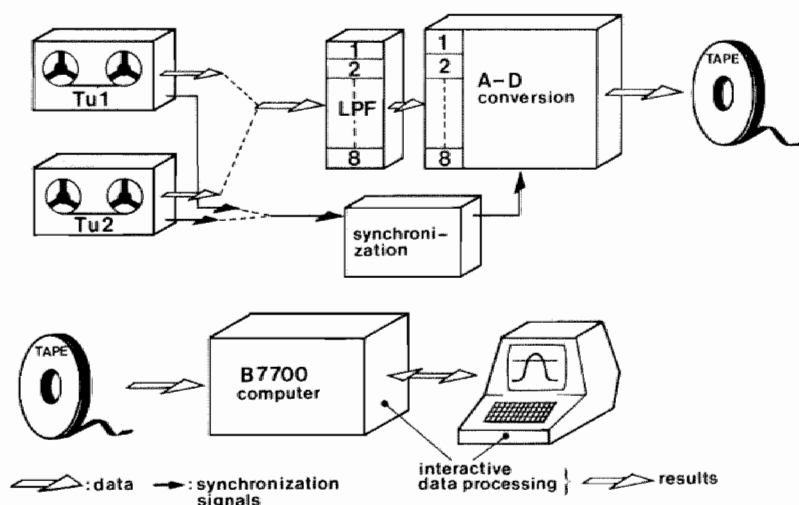 Tu1
1
2
LPF
8
1
2
A-D
conversion
8
TAPE
Tu2
synchroni-
zation
TAPE
B7700
computer
interactive
data processing
results
: data
: synchronization
signals